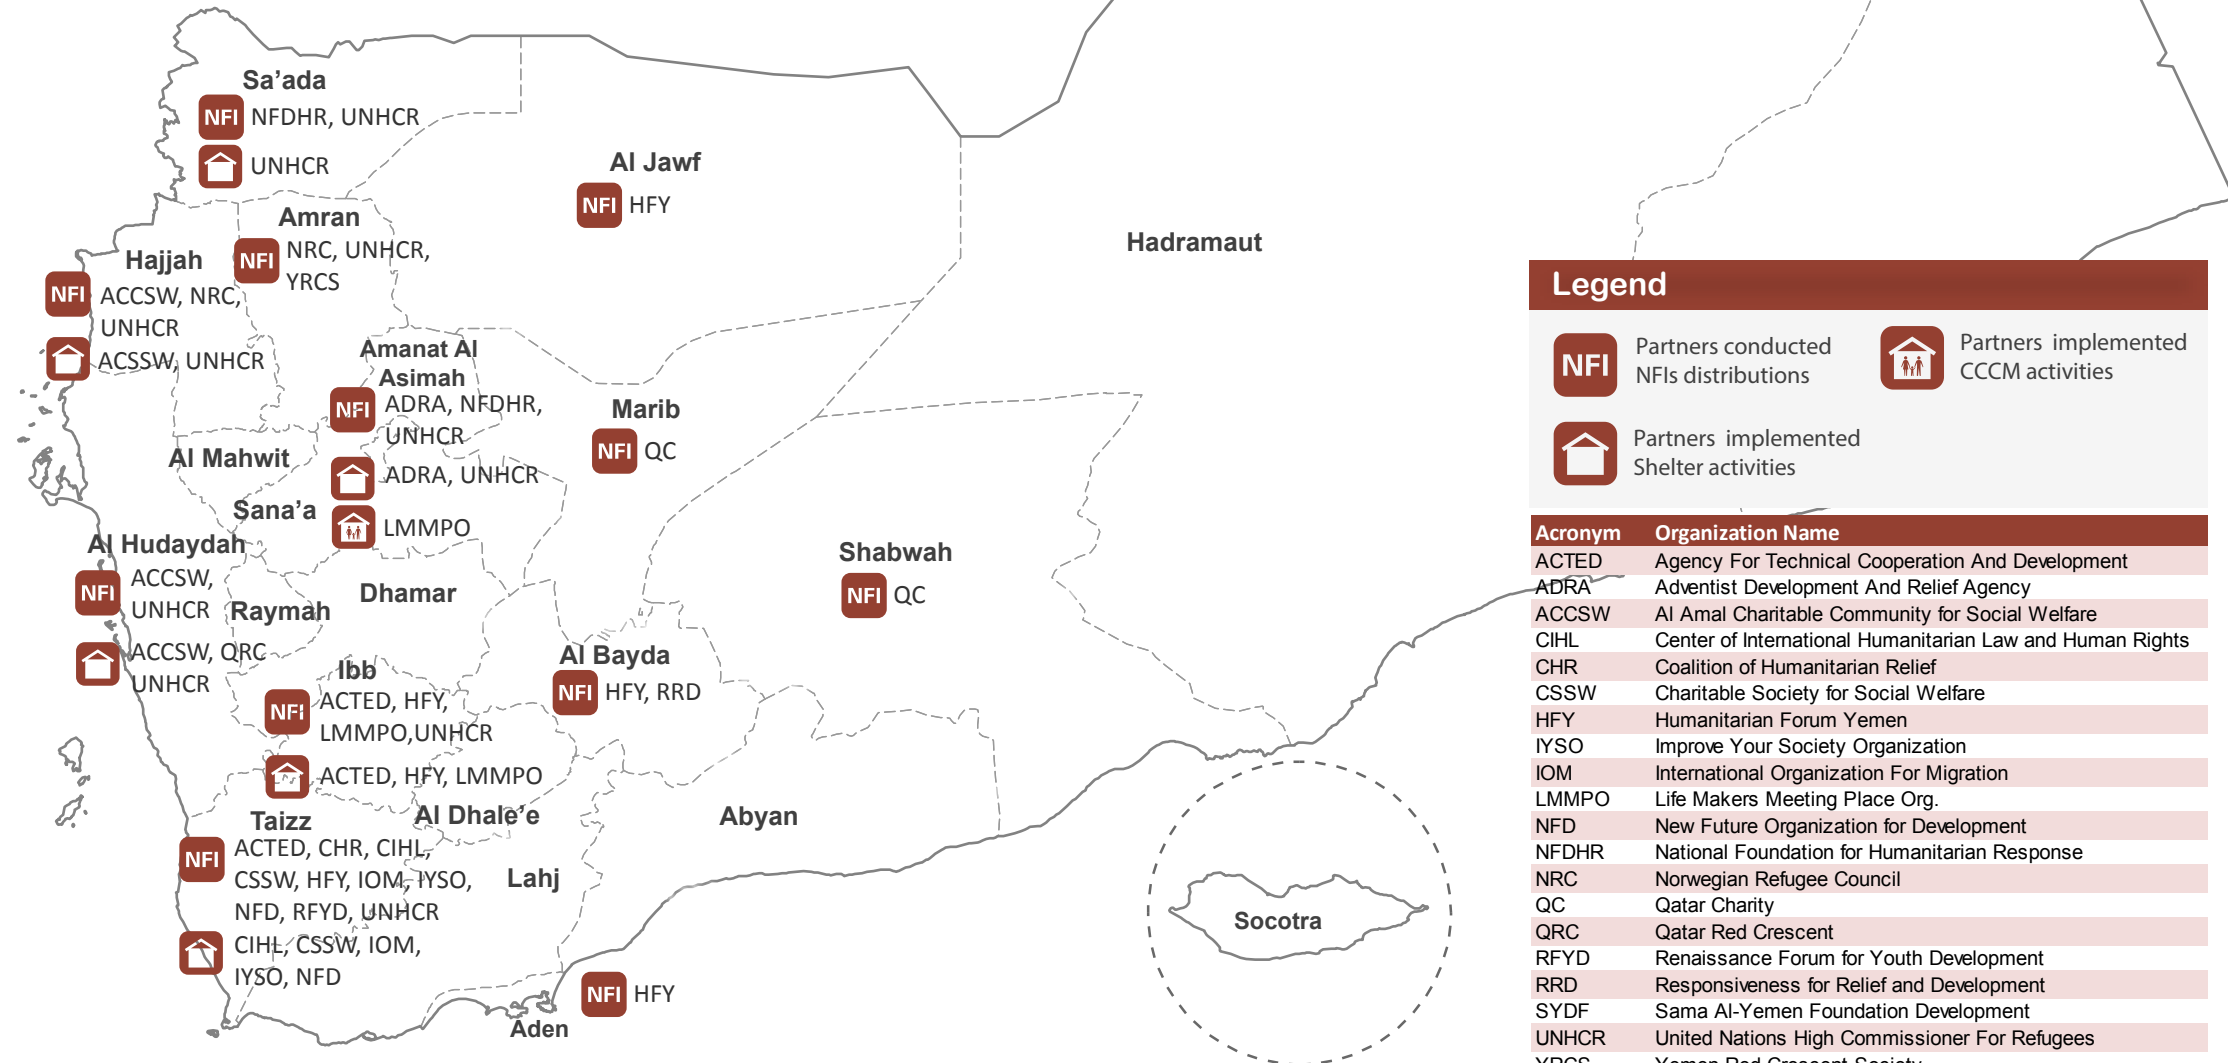 Sa'ada
NFI NFDHR, UNHCR
UNHCR
Al Jawf
NFI HFY
Amran
NFI NRC, UNHCR,
YRCS
Hadramaut
Hajjah
NFI ACCSW, NRC,
UNHCR
ACSSW, UNHCR
Amanat Al
Asimah
NFI ADRA, NFDHR,
UNHCR
ADRA, UNHCR
LMMPO
Marib
NFI QC
Al Mahwit
Sana'a
Al Hudaydah
NFI ACCSW,
UNHCR
ACCSW, QRC
UNHCR
Raymah
Dhamar
Shabwah
NFI QC
Al Bayda
NFI HFY, RRD
Ibb
NFI ACTED, HFY,
LMMPO,UNHCR
ACTED, HFY, LMMPO
Taizz
NFI ACTED, CHR, CIHL,
CSSW, HFY, IOM, IYSO,
NFD, RFYD, UNHCR
CIHL, CSSW, IOM,
IYSO, NFD
Al Dhale'e
Abyan
Lahj
NFI HFY
Aden
Socotra
Legend
NFI Partners conducted
NFIs distributions
Partners implemented
CCCM activities
Partners implemented
Shelter activities
Acronym Organization Name
ACTED Agency For Technical Cooperation And Development
ADRA Adventist Development And Relief Agency
ACCSW Al Amal Charitable Community for Social Welfare
CIHL Center of International Humanitarian Law and Human Rights
CHR Coalition of Humanitarian Relief
CSSW Charitable Society for Social Welfare
HFY Humanitarian Forum Yemen
IYSO Improve Your Society Organization
IOM International Organization For Migration
LMMPO Life Makers Meeting Place Org.
NFD New Future Organization for Development
NFDHR National Foundation for Humanitarian Response
NRC Norwegian Refugee Council
QC Qatar Charity
QRC Qatar Red Crescent
RFYD Renaissance Forum for Youth Development
RRD Responsiveness for Relief and Development
SYDF Sama Al-Yemen Foundation Development
UNHCR United Nations High Commissioner For Refugees
YRCS Yemen Red Crescent Society